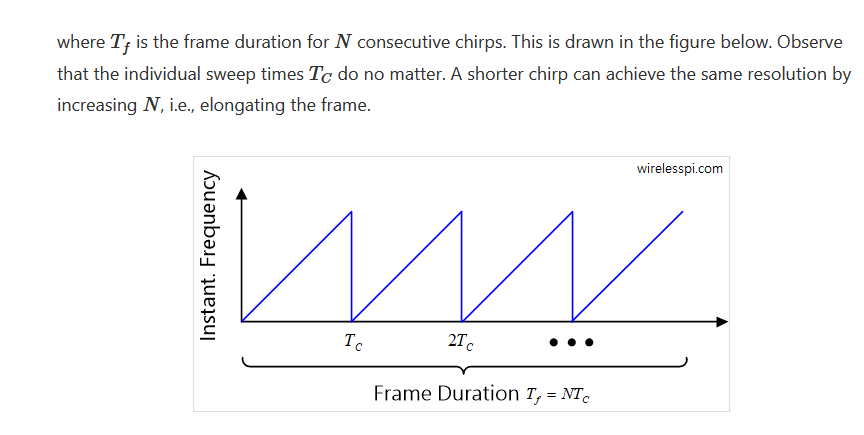 where T_f is the frame duration for N consecutive chirps. This is drawn in the figure below. Observe
that the individual sweep times T_C do no matter. A shorter chirp can achieve the same resolution by
increasing N, i.e., elongating the frame.
wirelesspi.com
Instant. Frequency
T_C 2T_C •••
Frame Duration T_f = NT_C